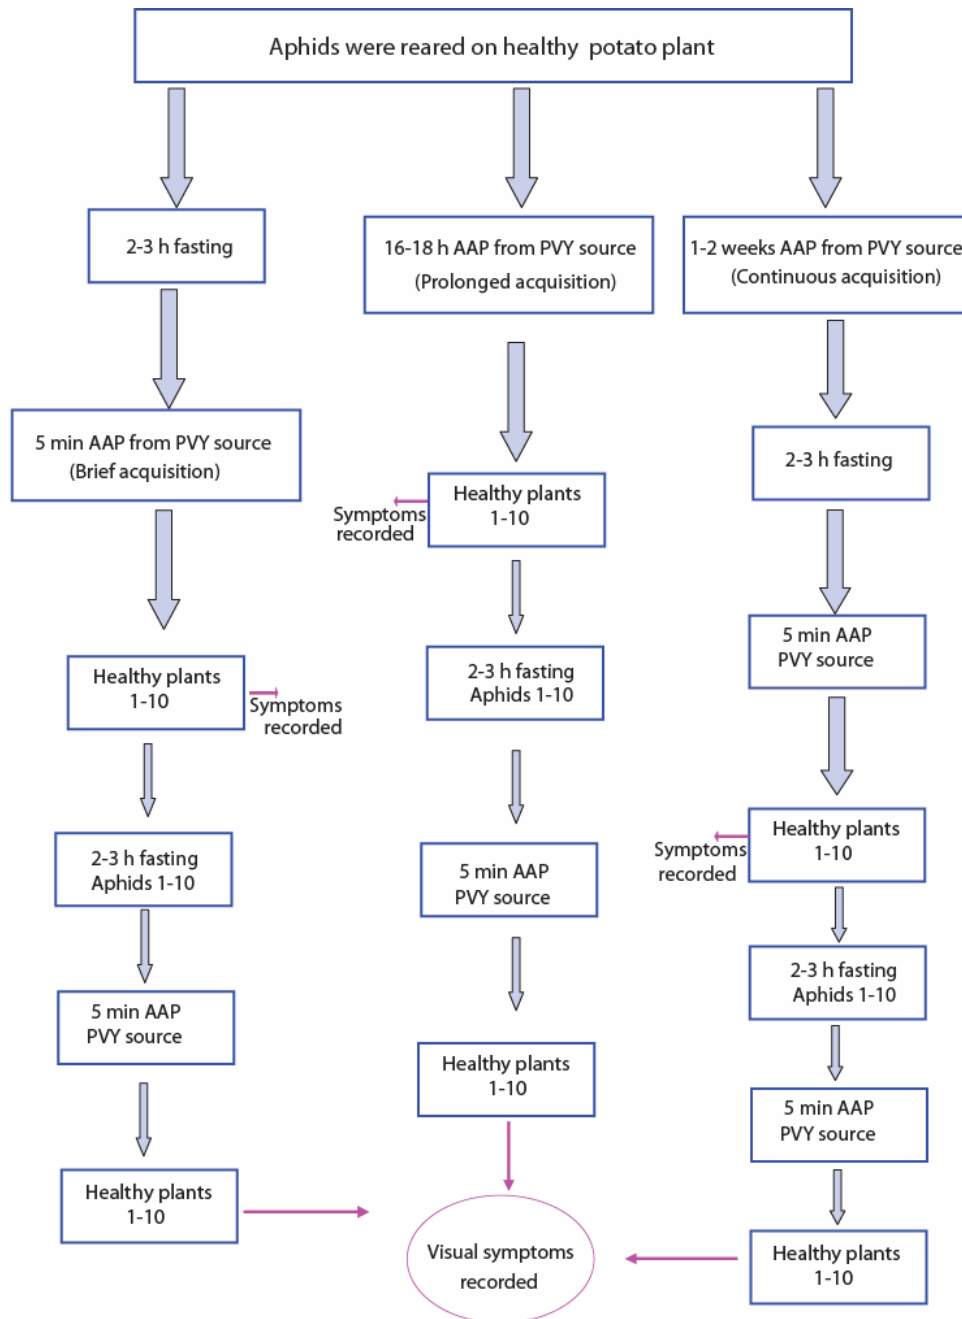 Aphids were reared on healthy potato plant
2-3 h fasting
5 min AAP from PVY source
(Brief acquisition)
Healthy plants
1-10
Symptoms
recorded
2-3 h fasting
Aphids 1-10
5 min AAP
PVY source
Healthy plants
1-10
16-18 h AAP from PVY source
(Prolonged acquisition)
Healthy plants
1-10
Symptoms
recorded
2-3 h fasting
Aphids 1-10
5 min AAP
PVY source
Healthy plants
1-10
1-2 weeks AAP from PVY source
(Continuous acquisition)
2-3 h fasting
5 min AAP
PVY source
Healthy plants
1-10
Symptoms
recorded
2-3 h fasting
Aphids 1-10
5 min AAP
PVY source
Healthy plants
1-10
Visual symptoms
recorded